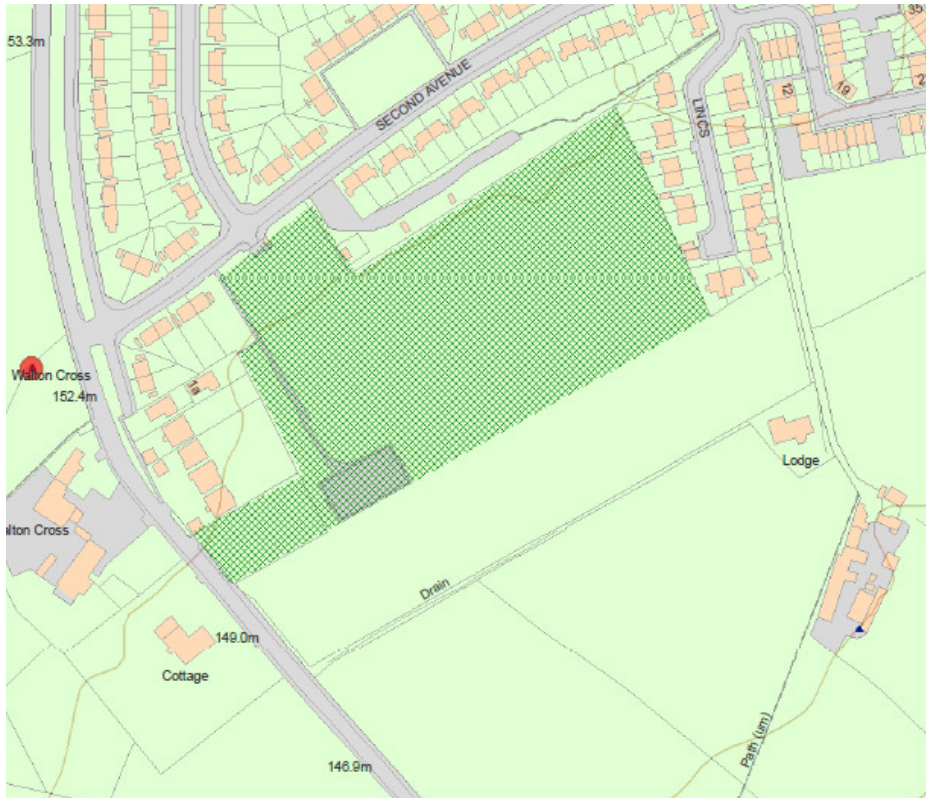 53.3m
SECOND AVENUE
35
19
12
2
LINCS
Walton Cross
152.4m
1a
Lodge
alton Cross
Drain
149.0m
Cottage
Path (um)
146.9m